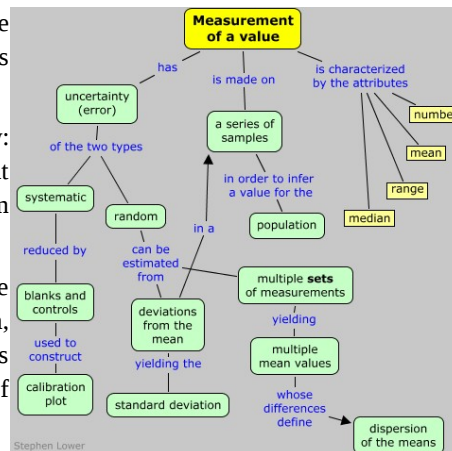 Measurement
of a value
has
is made on
is characterized
by the attributes
uncertainty
(error)
a series of
samples
mean
range
median
of the two types
in order to infer
a value for the
systematic
random
in a
population
reduced by
can be
estimated
from
multiple sets
of measurements
blanks and
controls
deviations
from the
mean
yielding
used to
construct
yielding the
multiple
mean values
calibration
plot
standard deviation
whose
differences
define
dispersion
of the means
Stephen Lower